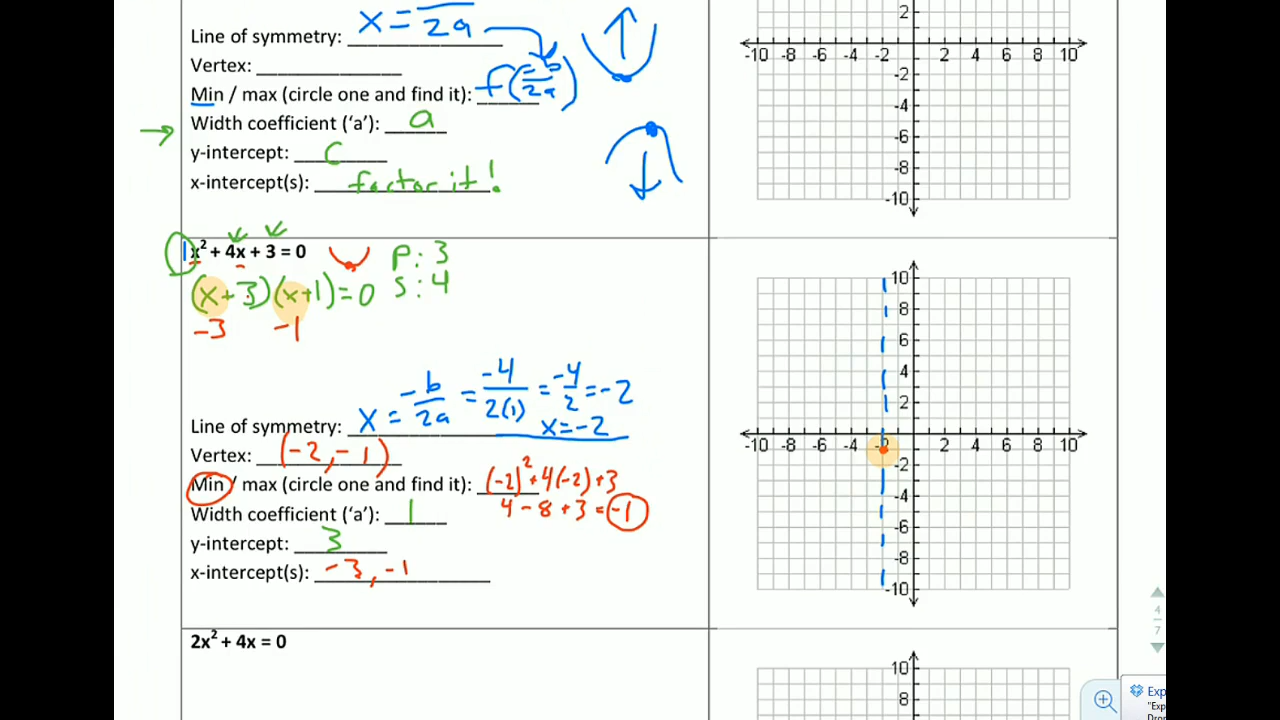 Line of symmetry: x = 2a
Vertex: ____________
Min / max (circle one and find it): f(-b/2a)
Width coefficient ('a'): a
y-intercept: C
x-intercept(s): factor it!
2
-10 -8 -6 -4 -2 2 4 6 8 10
-2
-4
-6
-8
-10
1x² + 4x + 3 = 0
P: 3
S: 4
(x+3)(x+1)=0
-3 -1
Line of symmetry: x = -b/2a = -4/2(1) = -4/2 = -2
x=-2
Vertex: (-2, -1)
Min / max (circle one and find it): (-2)² + 4(-2) + 3
4 - 8 + 3 = -1
Width coefficient ('a'): 1
y-intercept: 3
x-intercept(s): -3, -1
10
8
6
4
2
-10 -8 -6 -4 -2 2 4 6 8 10
-2
-4
-6
-8
-10
2x² + 4x = 0
10
8
4
7
Exp
"Exp